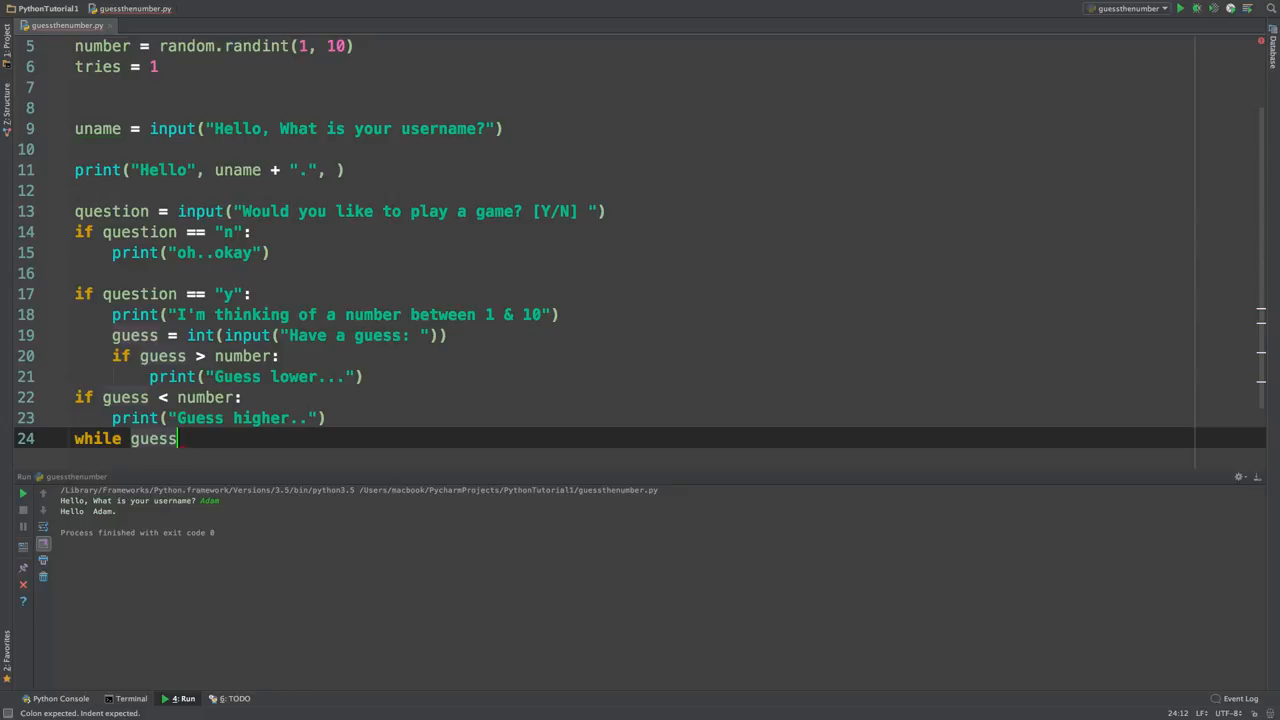 PythonTutorial1 guessthenumber.py guessthenumber
guessthenumber.py
1: Project
7: Structure
2: Favorites
Database
5 number = random.randint(1, 10)
6 tries = 1
7
8
9 uname = input("Hello, What is your username?")
10
11 print("Hello", uname + ".", )
12
13 question = input("Would you like to play a game? [Y/N] ")
14 if question == "n":
15 print("oh..okay")
16
17 if question == "y":
18 print("I'm thinking of a number between 1 & 10")
19 guess = int(input("Have a guess: "))
20 if guess > number:
21 print("Guess lower...")
22 if guess < number:
23 print("Guess higher..")
24 while guess
Run guessthenumber
/Library/Frameworks/Python.framework/Versions/3.5/bin/python3.5 /Users/macbook/PycharmProjects/PythonTutorial1/guessthenumber.py
Hello, What is your username? Adam
Hello  Adam.
Process finished with exit code 0
Python Console Terminal 4: Run 6: TODO Event Log
Colon expected. Indent expected. 24:12 LF÷ UTF-8÷